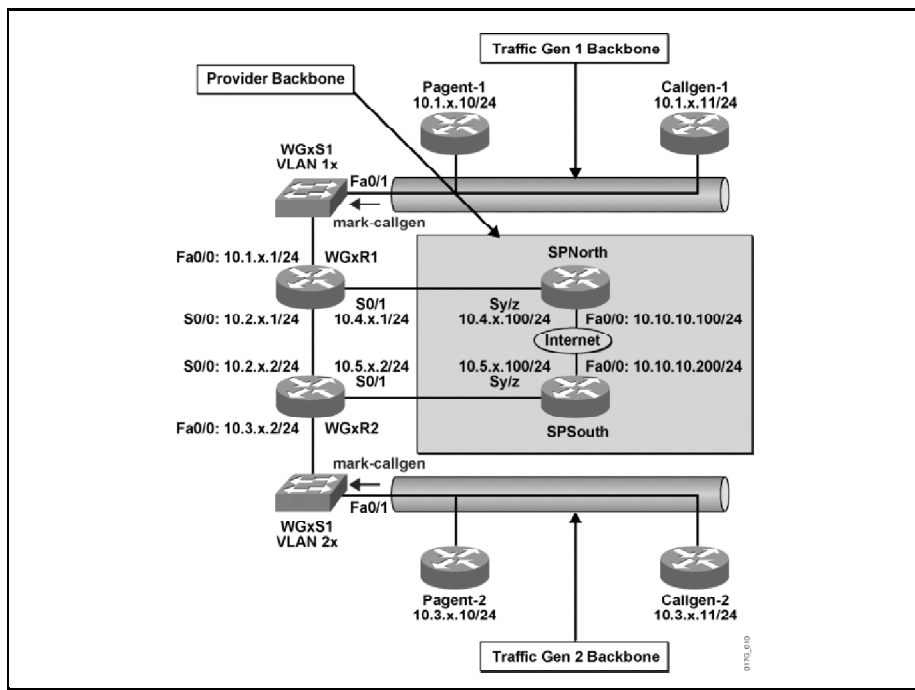 Traffic Gen 1 Backbone
Provider Backbone
Pagent-1
10.1.x.10/24
Callgen-1
10.1.x.11/24
WGxS1
VLAN 1x
Fa0/1
mark-callgen
Fa0/0: 10.1.x.1/24
WGxR1
SPNorth
S0/1
Sy/z
S0/0: 10.2.x.1/24
10.4.x.1/24
10.4.x.100/24
Fa0/0: 10.10.10.100/24
Internet
S0/0: 10.2.x.2/24
10.5.x.2/24
10.5.x.100/24
Fa0/0: 10.10.10.200/24
S0/1
Sy/z
Fa0/0: 10.3.x.2/24
WGxR2
SPSouth
mark-callgen
Fa0/1
WGxS1
VLAN 2x
Pagent-2
10.3.x.10/24
Callgen-2
10.3.x.11/24
Traffic Gen 2 Backbone
017G_010